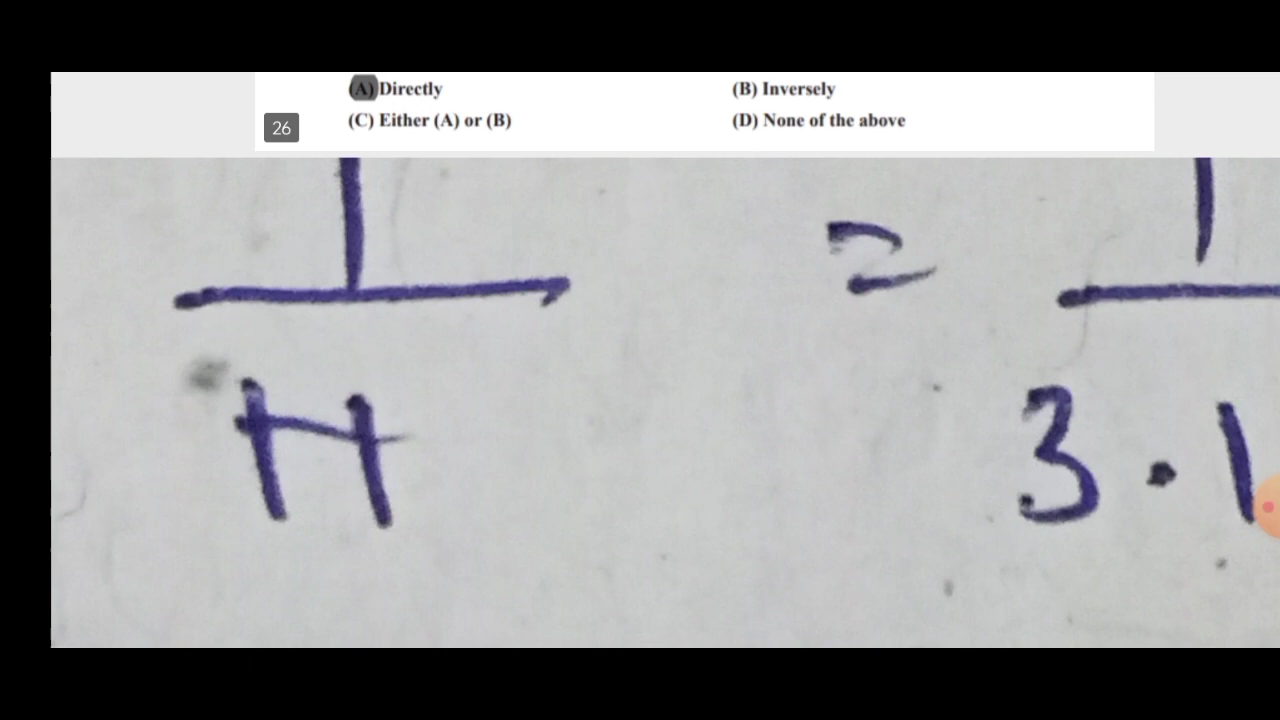 (A) Directly (B) Inversely
26 (C) Either (A) or (B) (D) None of the above
1 = 1
π 3.1